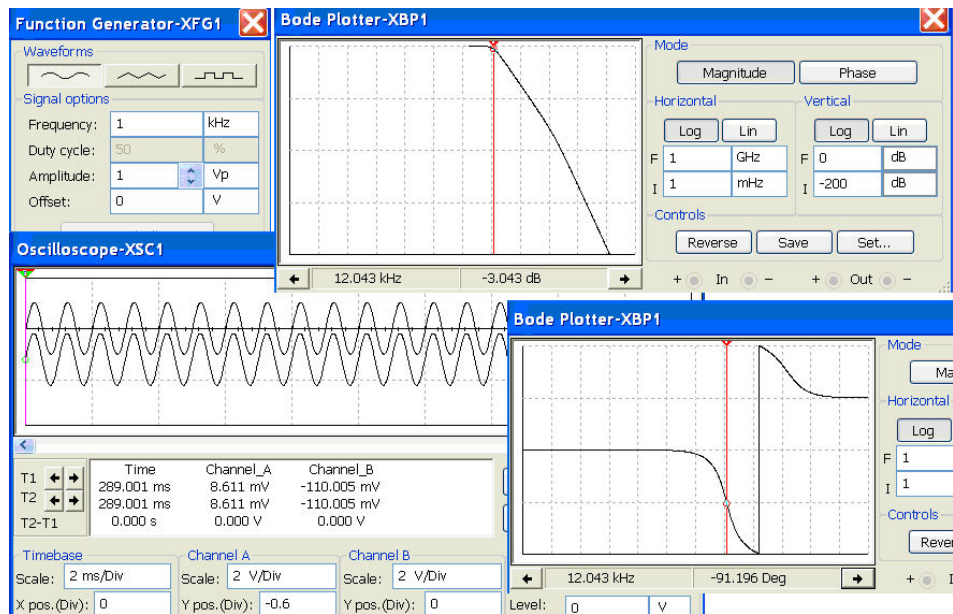 Function Generator-XFG1
Waveforms
Signal options
Frequency: 1 kHz
Duty cycle: 50 %
Amplitude: 1 Vp
Offset: 0 V
Bode Plotter-XBP1
Mode
Magnitude Phase
Horizontal Vertical
Log Lin Log Lin
F 1 GHz F 0 dB
I 1 mHz I -200 dB
Controls
Reverse Save Set...
12.043 kHz -3.043 dB
+ In - + Out -
Oscilloscope-XSC1
Time Channel_A Channel_B
T1 289.001 ms 8.611 mV -110.005 mV
T2 289.001 ms 8.611 mV -110.005 mV
T2-T1 0.000 s 0.000 V 0.000 V
Timebase Channel A Channel B
Scale: 2 ms/Div Scale: 2 V/Div Scale: 2 V/Div
X pos.(Div): 0 Y pos.(Div): -0.6 Y pos.(Div): 0 Level: 0 V
Bode Plotter-XBP1
Mode
Ma
Horizontal
Log
F 1
I 1
Controls
Rever
12.043 kHz -91.196 Deg
+ I